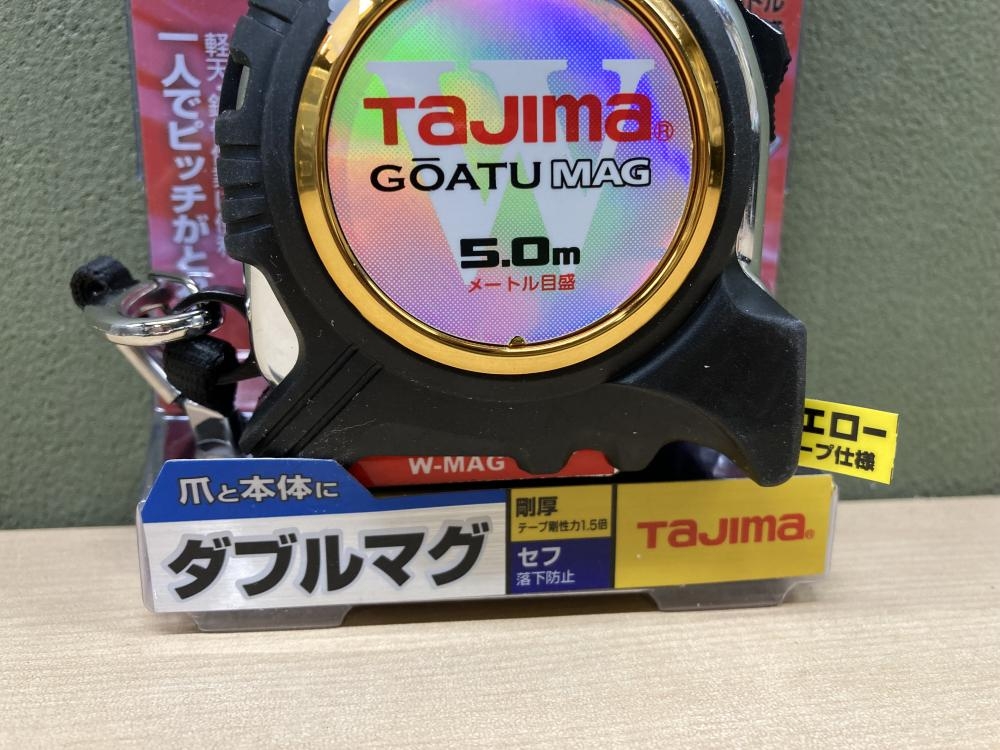 一人でピッチがと
W
TAJIMA®
GŌATU MAG
5.0m
メートル目盛
エロー
ープ仕様
W-MAG
爪と本体に
ダブルマグ
剛厚
テープ剛性力1.5倍
セフ
落下防止
TAJIMA®